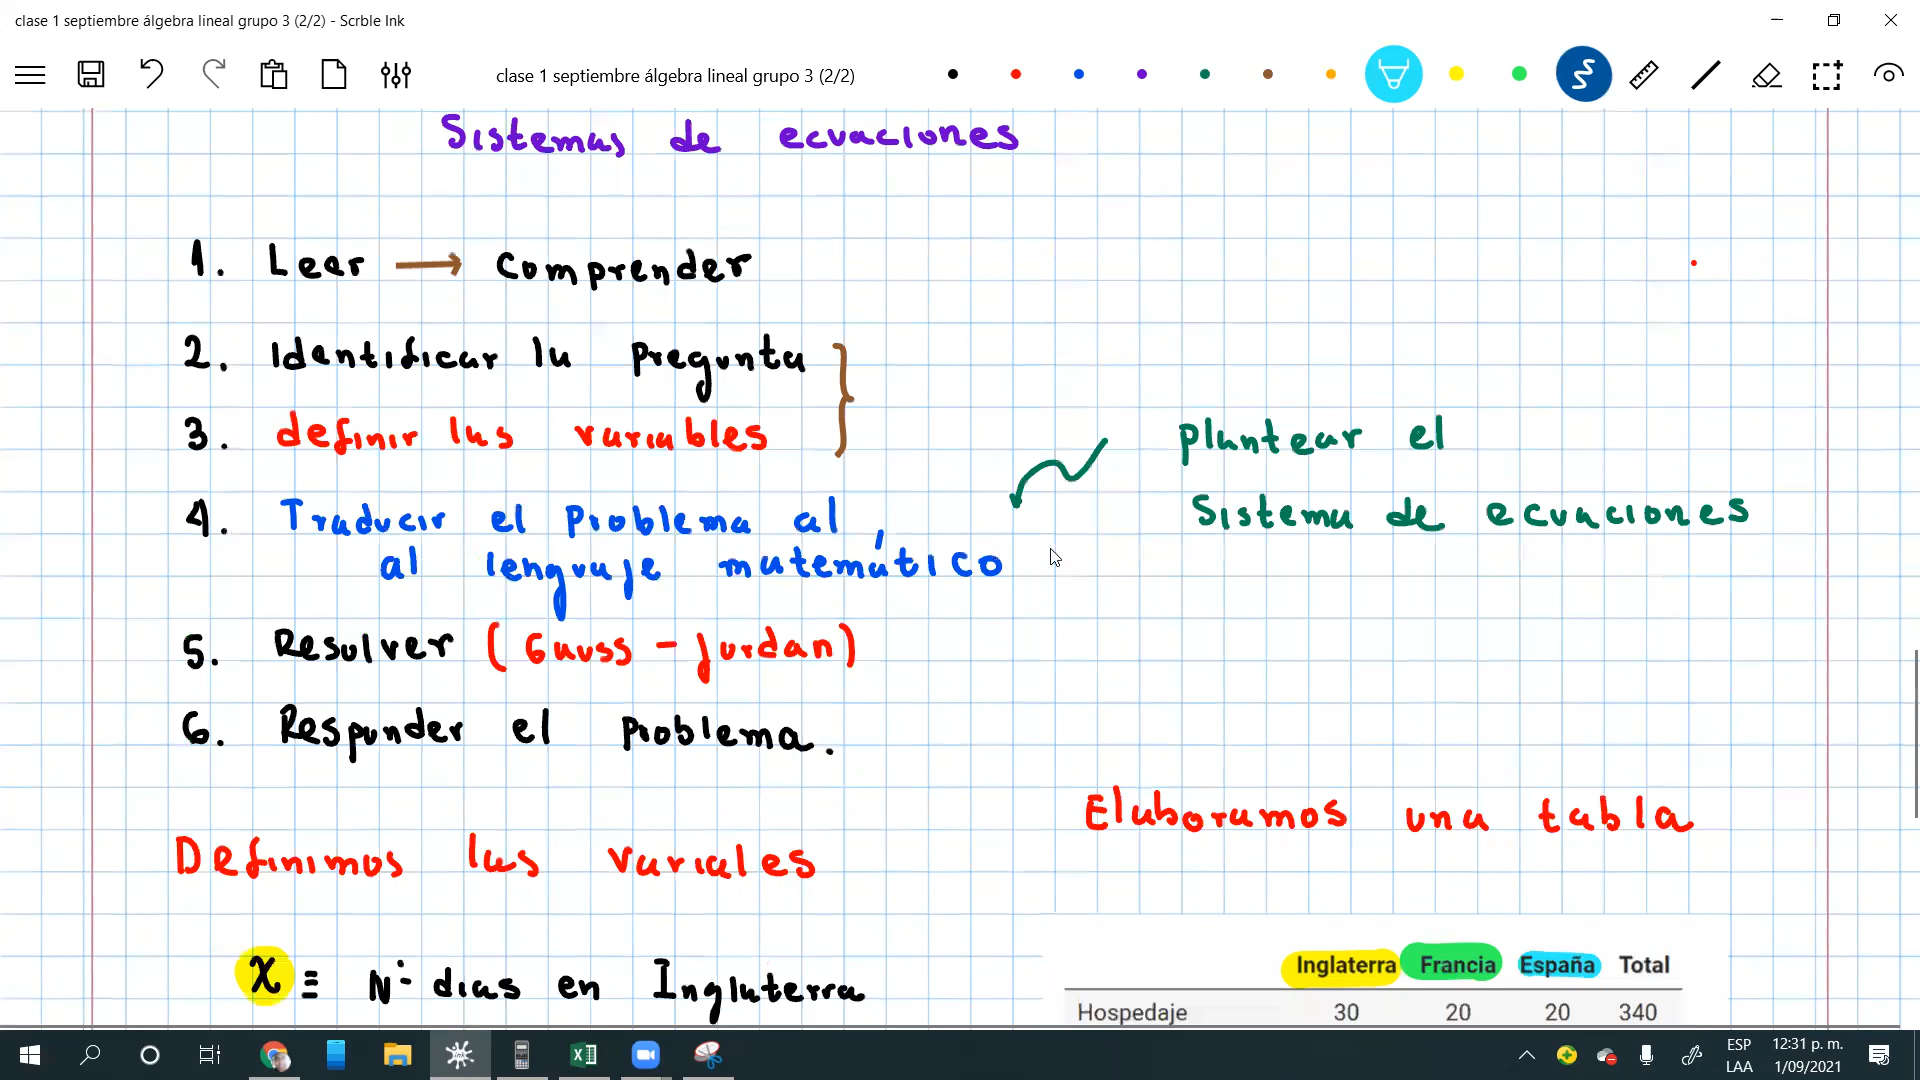 clase 1 septiembre álgebra lineal grupo 3 (2/2) - Scrble Ink
clase 1 septiembre álgebra lineal grupo 3 (2/2)
Sistemas de ecuaciones
1. Leer → Comprender
2. Identificar la pregunta
3. definir las variables
plantear el
Sistema de ecuaciones
4. Traducir el problema al
al lenguaje matemático
5. Resolver (Gauss - jordan)
6. Responder el problema.
Elaboramos una tabla
Definimos las variales
x ≡ N° dias en Inglaterra
Inglaterra Francia España Total
Hospedaje 30 20 20 340
ESP
LAA
12:31 p. m.
1/09/2021